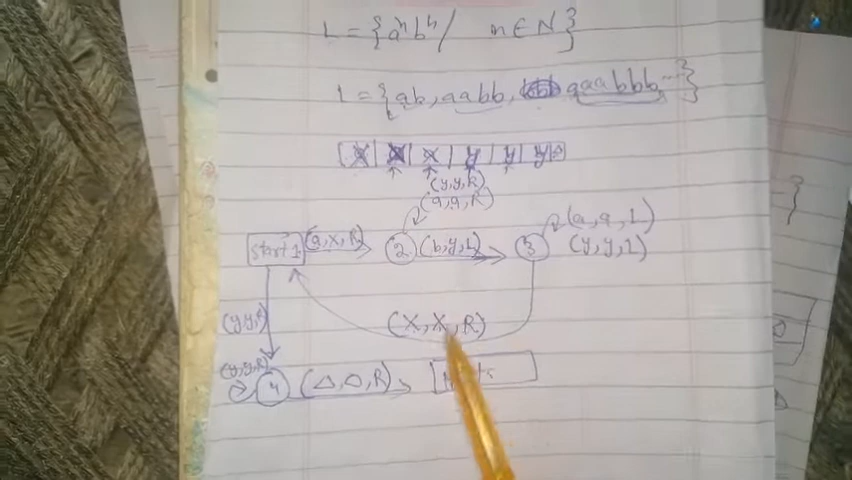 L = {aⁿbⁿ / n ∈ N}
L = {ab, aabb, aaabbb, ...}
X X X y y y Δ
(y,y,R)
(a,a,R)
(a,a,L)
start 1 (a,x,R) 2 (b,y,L) 3 (y,y,L)
(y,y,R) (X,X,R)
(y,y,R)
4 (Δ,Δ,R)